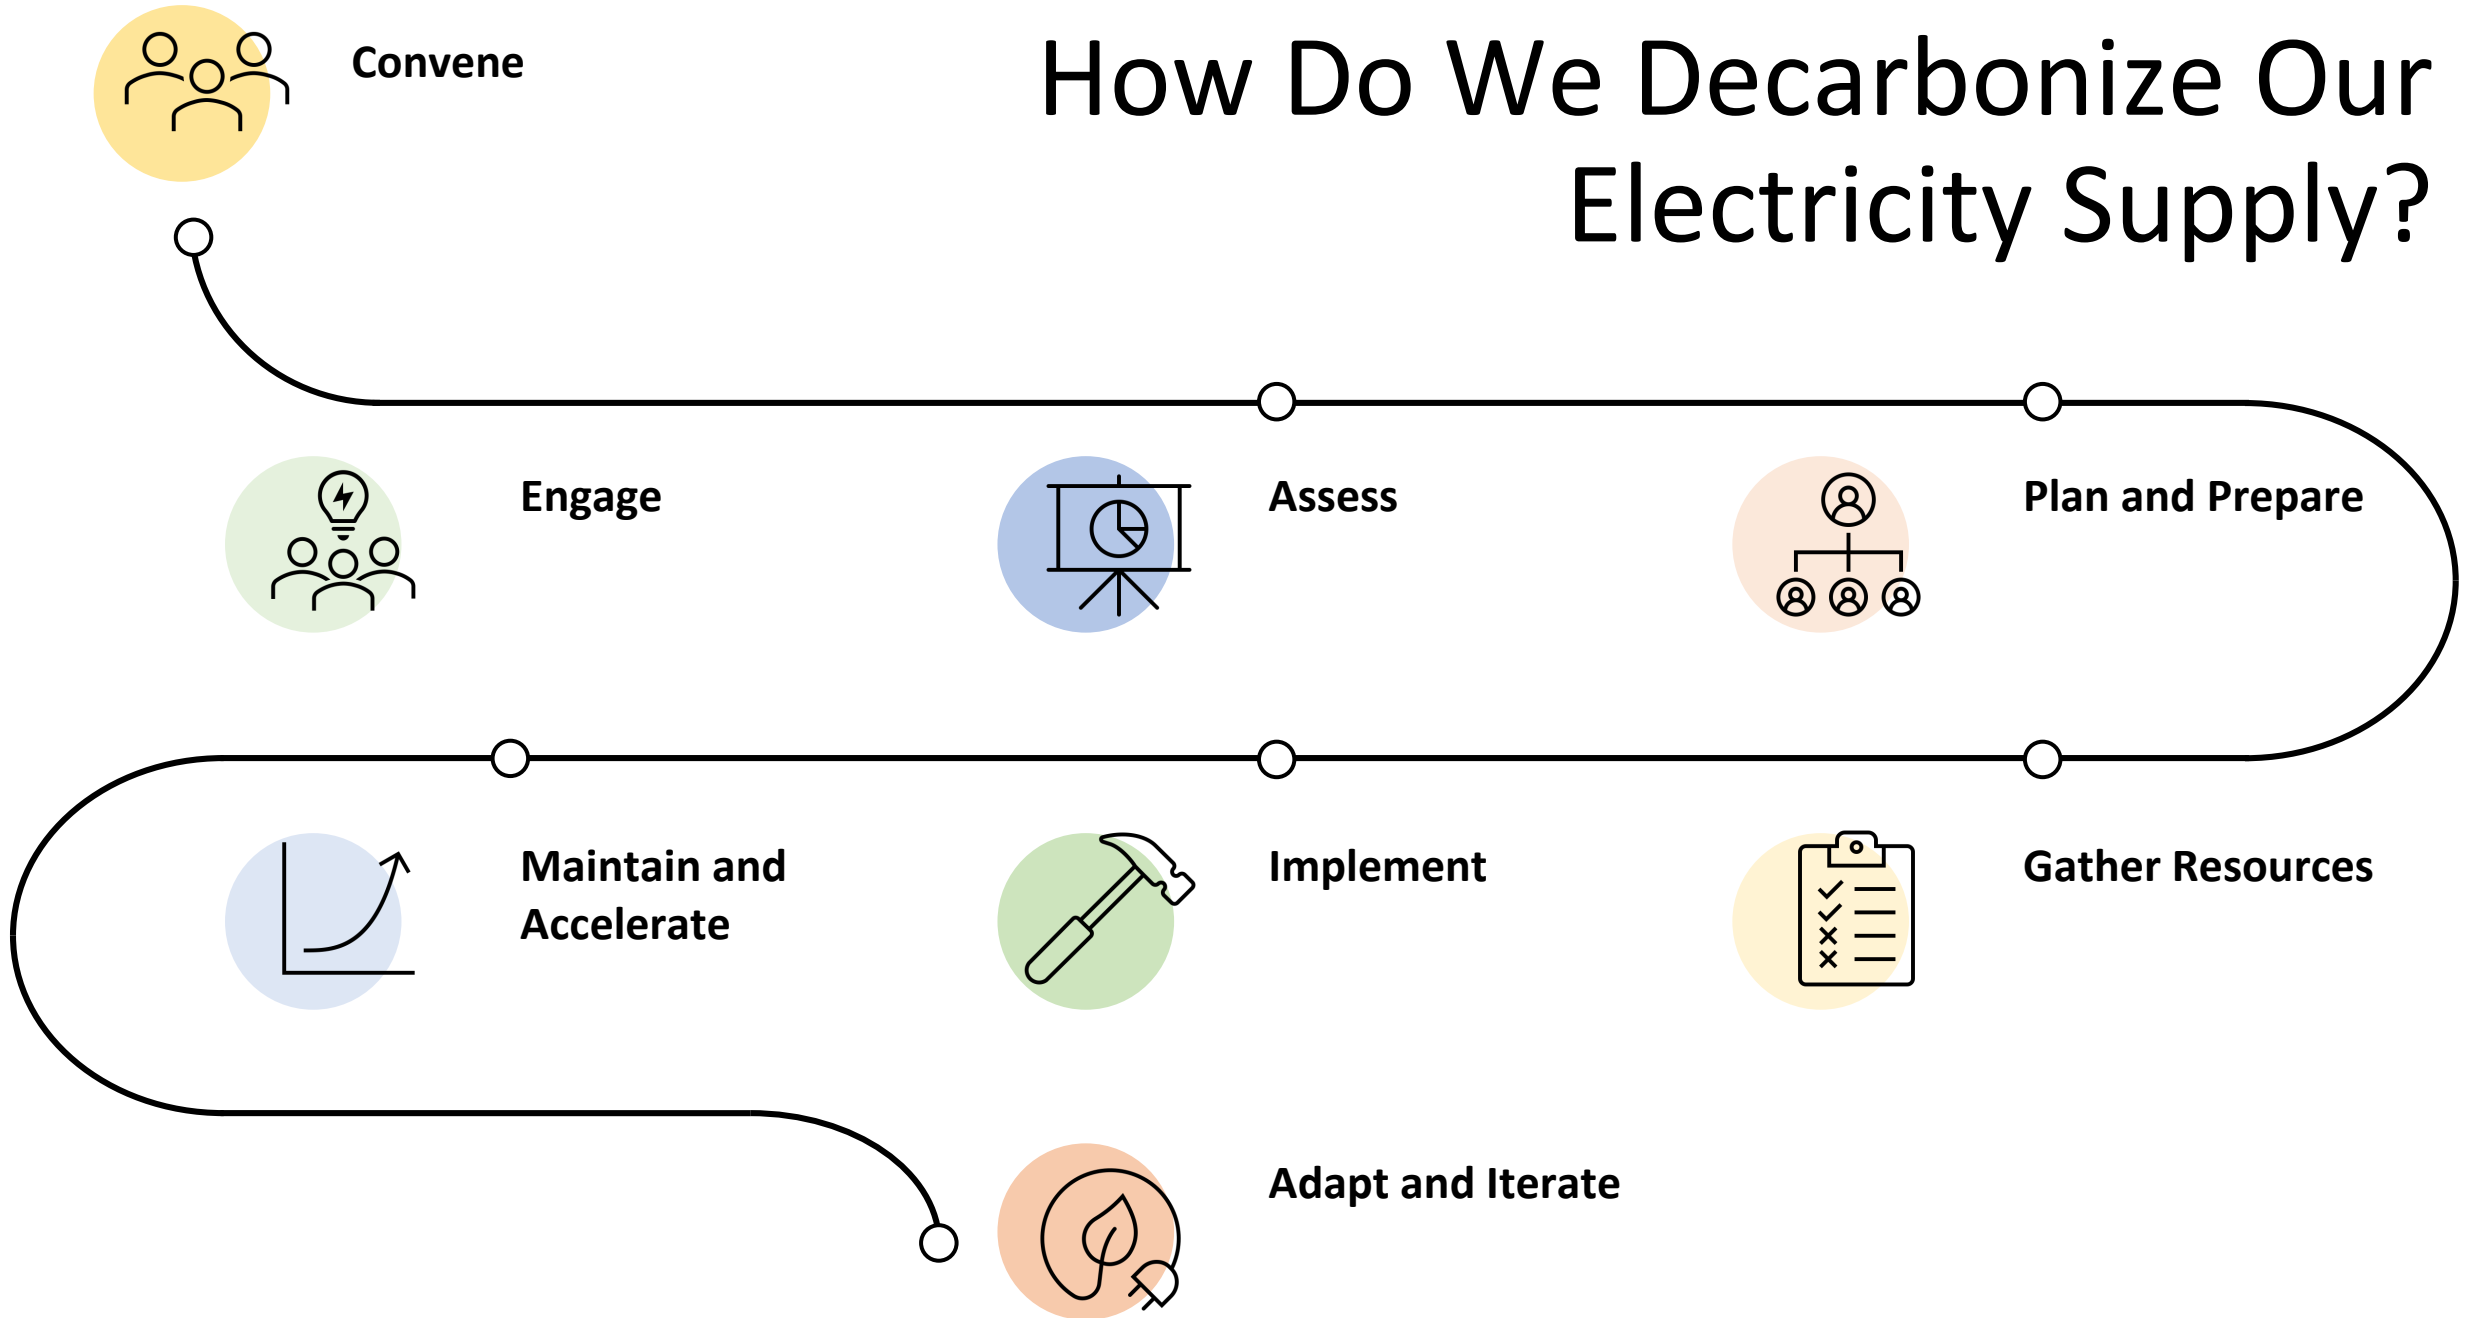 How Do We Decarbonize Our
Electricity Supply?
Convene
Engage
Assess
Plan and Prepare
Gather Resources
Implement
Maintain and
Accelerate
Adapt and Iterate